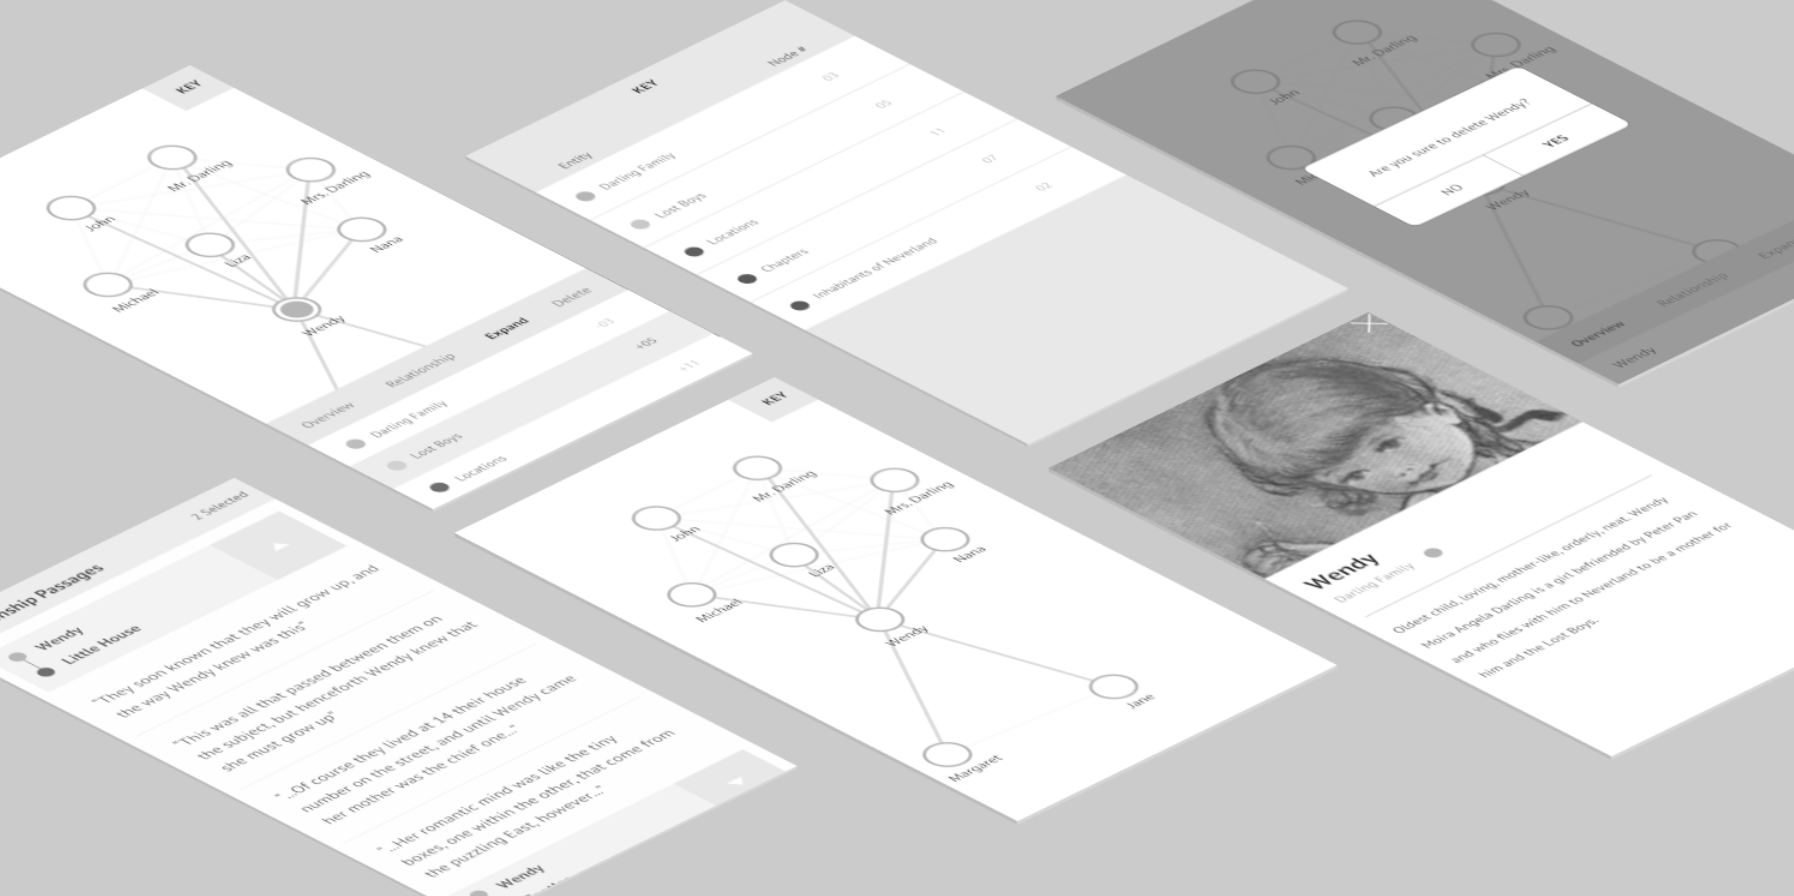 KEY
Mr. Darling
Mrs. Darling
John
Liza
Nana
Michael
Wendy
Overview
Relationship
Expand
Delete
Darling Family
-03
Lost Boys
+05
Locations
+11
KEY
Entity
Node #
Darling Family
03
Lost Boys
05
Locations
11
Chapters
07
Inhabitants of Neverland
02
Mr. Darling
Mrs. Darling
John
Are you sure to delete Wendy?
NO
YES
Wendy
Overview
Relationship
Wendy
2 Selected
Passages
Wendy
Little House
"They soon known that they will grow up, and
the way Wendy knew was this"
"This was all that passed between them on
the subject, but henceforth Wendy knew that
she must grow up"
" ...Of course they lived at 14 their house
number on the street, and until Wendy came
her mother was the chief one..."
" ...Her romantic mind was like the tiny
boxes, one within the other, that come from
the puzzling East, however..."
Wendy
KEY
Mr. Darling
Mrs. Darling
John
Liza
Nana
Michael
Wendy
Jane
Margaret
Wendy
Darling Family
Oldest child, loving, mother-like, orderly, neat. Wendy
Moira Angela Darling is a girl befriended by Peter Pan
and who flies with him to Neverland to be a mother for
him and the Lost Boys.